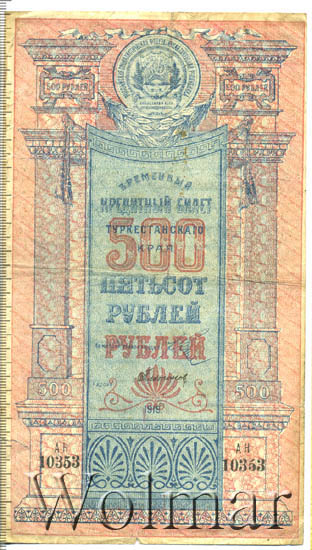 500 РУБЛЕЙ 500 РУБЛЕЙ
ВРЕМЕННЫЙ
КРЕДИТНЫЙ БИЛЕТ
ТУРКЕСТАНСКАГО
КРАЯ
500
ПЯТЬСОТ
РУБЛЕЙ
РУБЛЕЙ
500 500
1919
АН АН
10353 10353
Wolmar